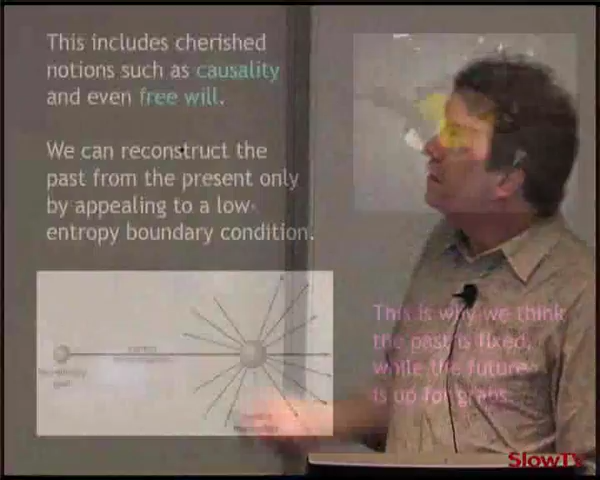 This includes cherished
notions such as causality
and even free will.
We can reconstruct the
past from the present only
by appealing to a low-
entropy boundary condition.
This is why we think
the past is fixed,
while the future
is up for grabs.
SlowTV